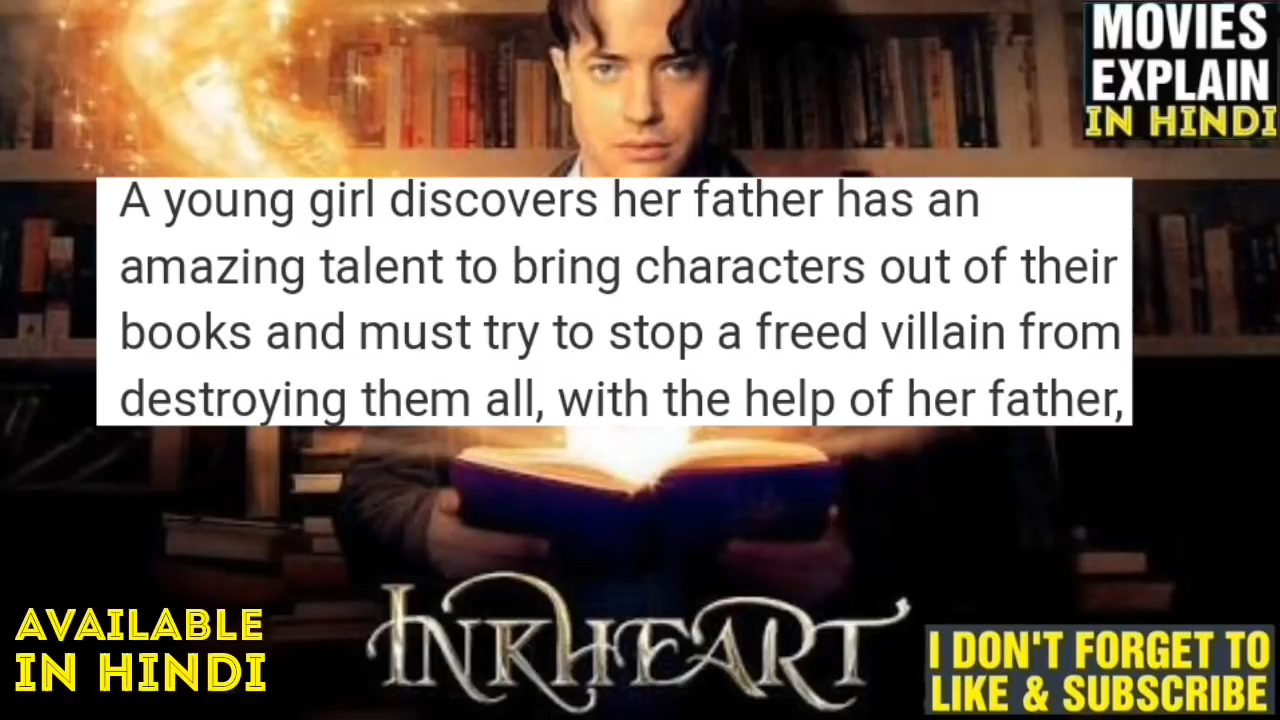 MOVIES
EXPLAIN
IN HINDI
A young girl discovers her father has an
amazing talent to bring characters out of their
books and must try to stop a freed villain from
destroying them all, with the help of her father,
INKHEART
AVAILABLE
IN HINDI
I DON'T FORGET TO
LIKE & SUBSCRIBE